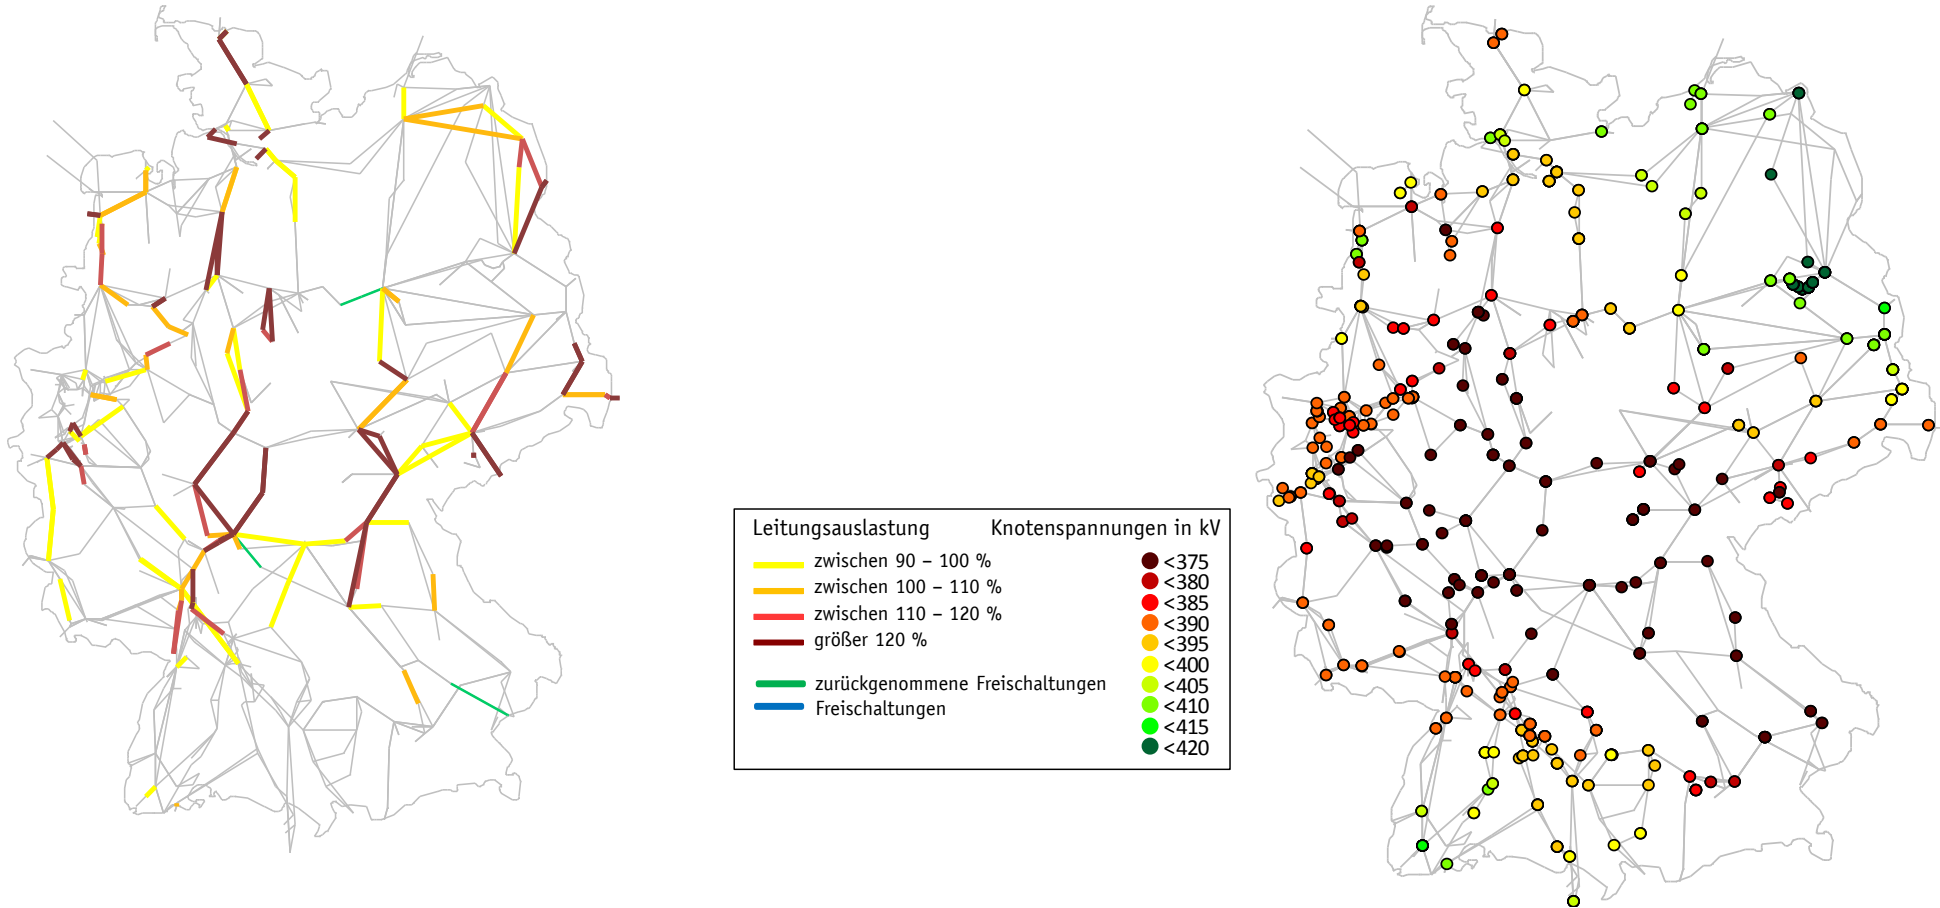 Leitungsauslastung
zwischen 90 – 100 %
zwischen 100 – 110 %
zwischen 110 – 120 %
größer 120 %
zurückgenommene Freischaltungen
Freischaltungen
Knotenspannungen in kV
<375
<380
<385
<390
<395
<400
<405
<410
<415
<420